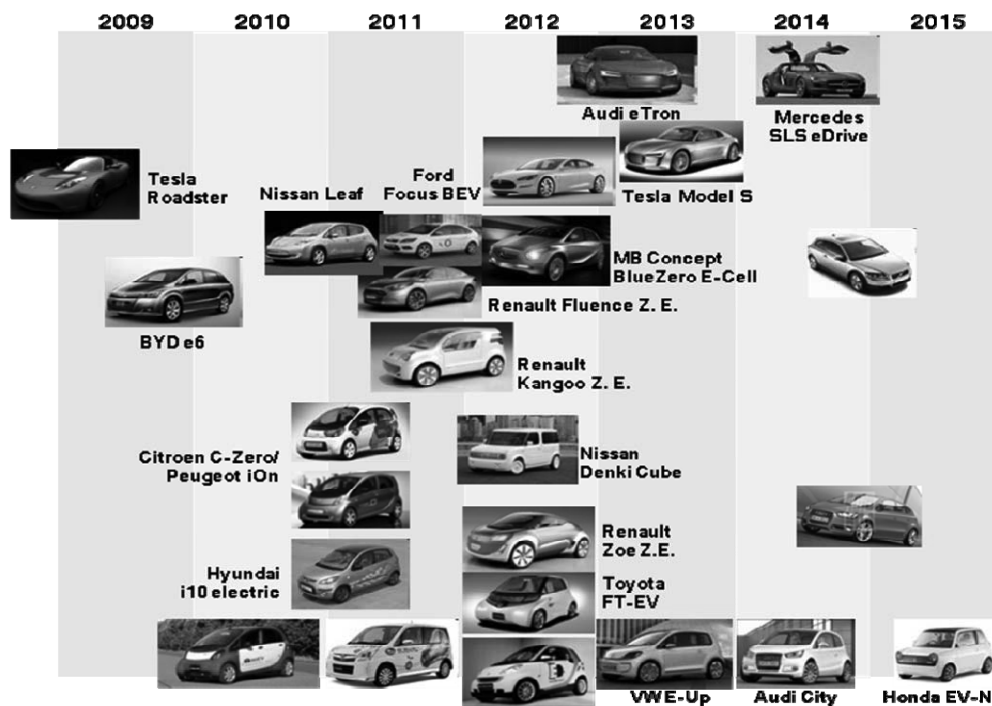 2009 2010 2011 2012 2013 2014 2015
Audi eTron
Mercedes
SLS eDrive
Tesla
Roadster
Nissan Leaf
Ford
Focus BEV
Tesla Model S
MB Concept
BlueZero E-Cell
Renault Fluence Z. E.
BYD e6
Renault
Kangoo Z. E.
Citroen C-Zero/
Peugeot iOn
Nissan
Denki Cube
Renault
Zoe Z.E.
Hyundai
i10 electric
Toyota
FT-EV
VW E-Up
Audi City
Honda EV-N